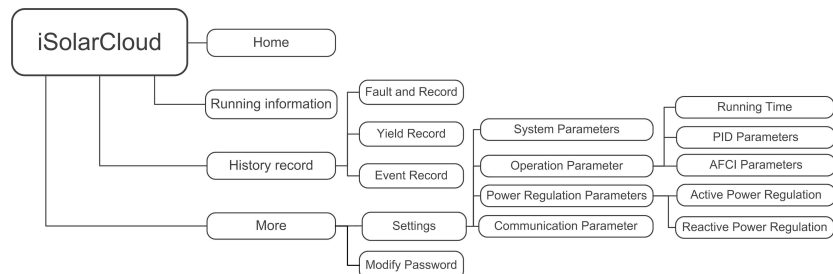 iSolarCloud
Home
Running information
History record
Fault and Record
Yield Record
Event Record
More
Settings
Modify Password
System Parameters
Operation Parameter
Power Regulation Parameters
Communication Parameter
Running Time
PID Parameters
AFCI Parameters
Active Power Regulation
Reactive Power Regulation